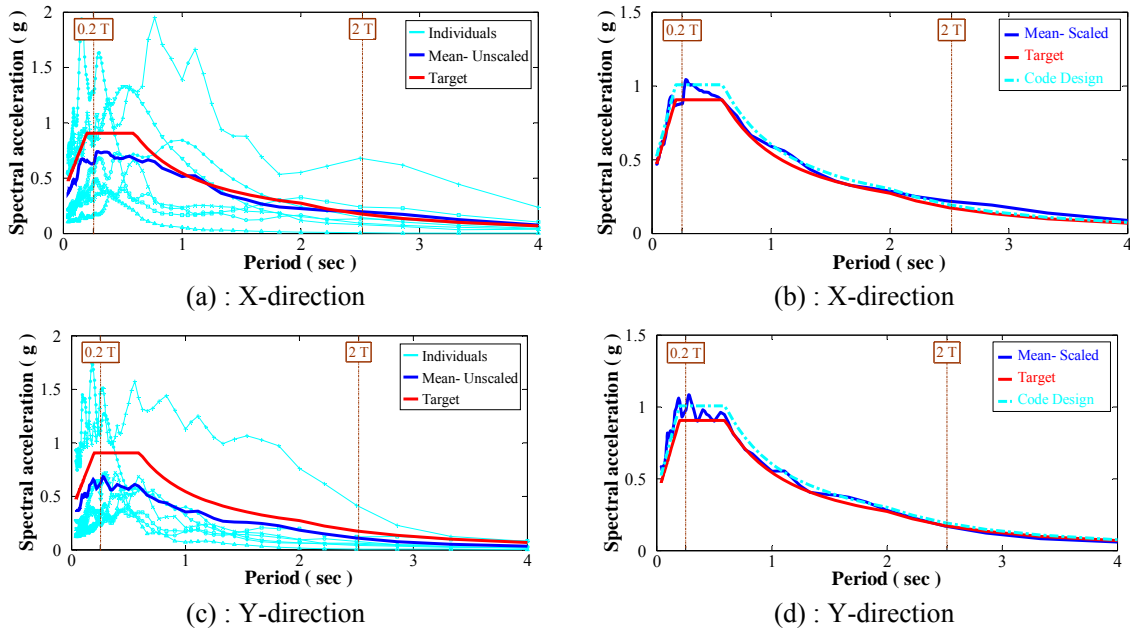 2
1.5
1
0.5
0
0.2 T
2 T
Individuals
Mean- Unscaled
Target
Spectral acceleration ( g )
0
1
2
3
4
Period ( sec )
(a) : X-direction
1.5
1
0.5
0
0.2 T
2 T
Mean- Scaled
Target
Code Design
Spectral acceleration ( g )
0
1
2
3
4
Period ( sec )
(b) : X-direction
2
1.5
1
0.5
0
0.2 T
2 T
Individuals
Mean- Unscaled
Target
Spectral acceleration ( g )
0
1
2
3
4
Period ( sec )
(c) : Y-direction
1.5
1
0.5
0
0.2 T
2 T
Mean- Scaled
Target
Code Design
Spectral acceleration ( g )
0
1
2
3
4
Period ( sec )
(d) : Y-direction